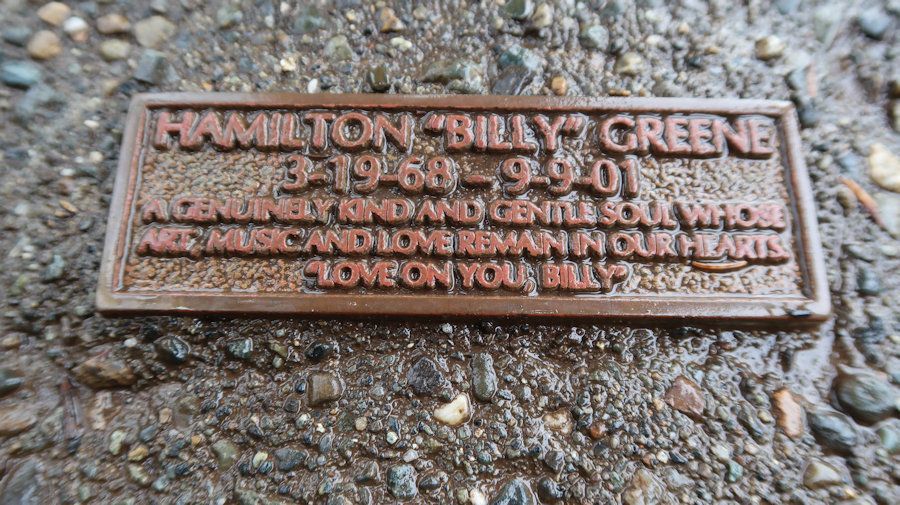 HAMILTON "BILLY" GREENE
3-19-68 - 9-9-01
A GENUINELY KIND AND GENTLE SOUL WHOSE
ART, MUSIC AND LOVE REMAIN IN OUR HEARTS.
"LOVE ON YOU, BILLY"